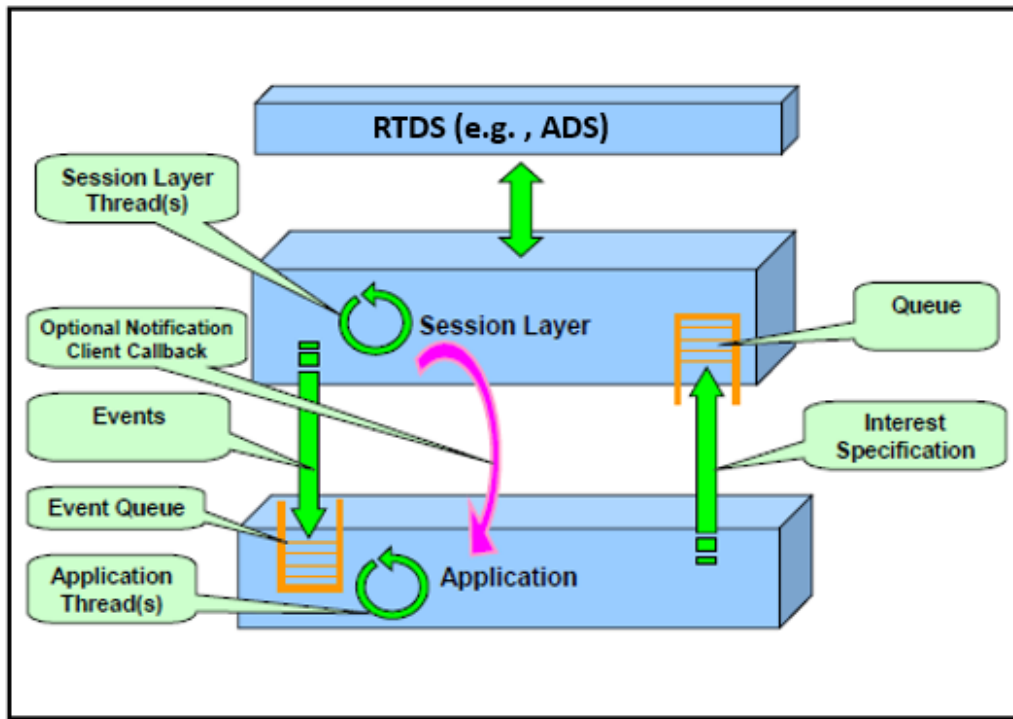 RTDS (e.g. , ADS)
Session Layer
Thread(s)
Optional Notification
Client Callback
Session Layer
Queue
Events
Interest
Specification
Event Queue
Application
Thread(s)
Application